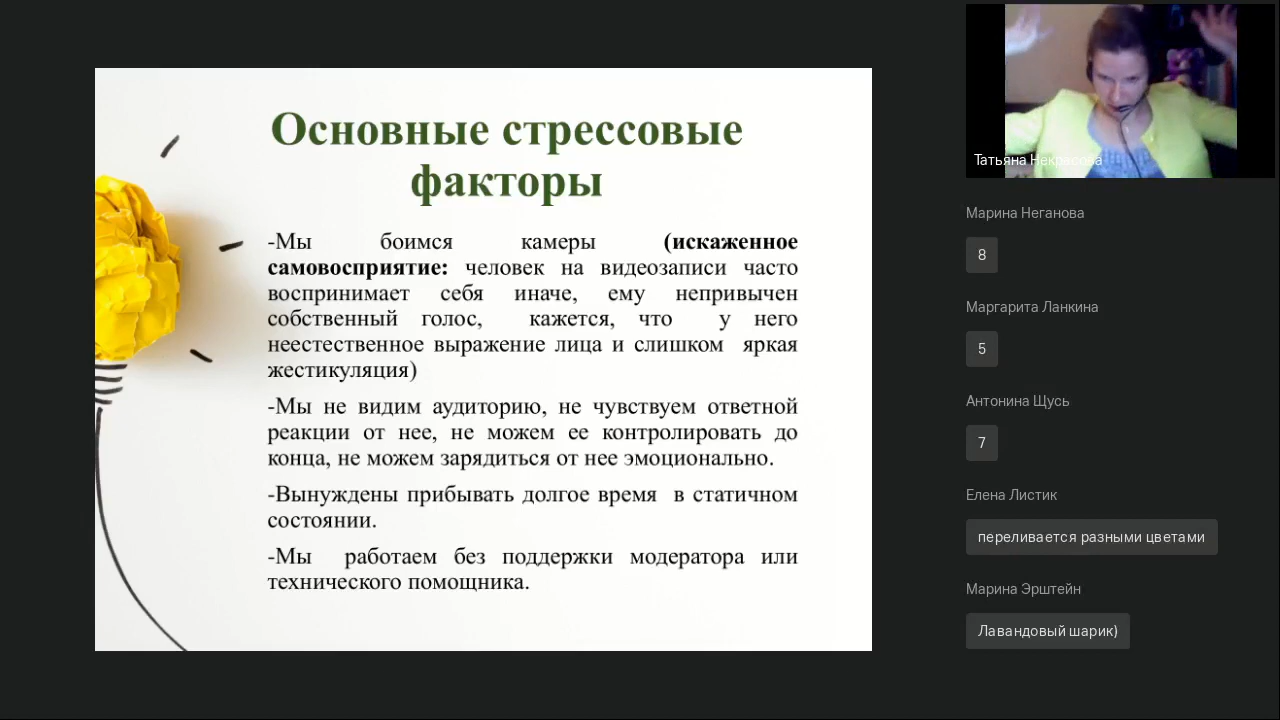 Основные стрессовые
факторы
-Мы боимся камеры (искаженное
самовосприятие: человек на видеозаписи часто
воспринимает себя иначе, ему непривычен
собственный голос, кажется, что у него
неестественное выражение лица и слишком яркая
жестикуляция)
-Мы не видим аудиторию, не чувствуем ответной
реакции от нее, не можем ее контролировать до
конца, не можем зарядиться от нее эмоционально.
-Вынуждены прибывать долгое время в статичном
состоянии.
-Мы работаем без поддержки модератора или
технического помощника.
Татьяна Некрасова
Марина Неганова
8
Маргарита Ланкина
5
Антонина Щусь
7
Елена Листик
переливается разными цветами
Марина Эрштейн
Лавандовый шарик)